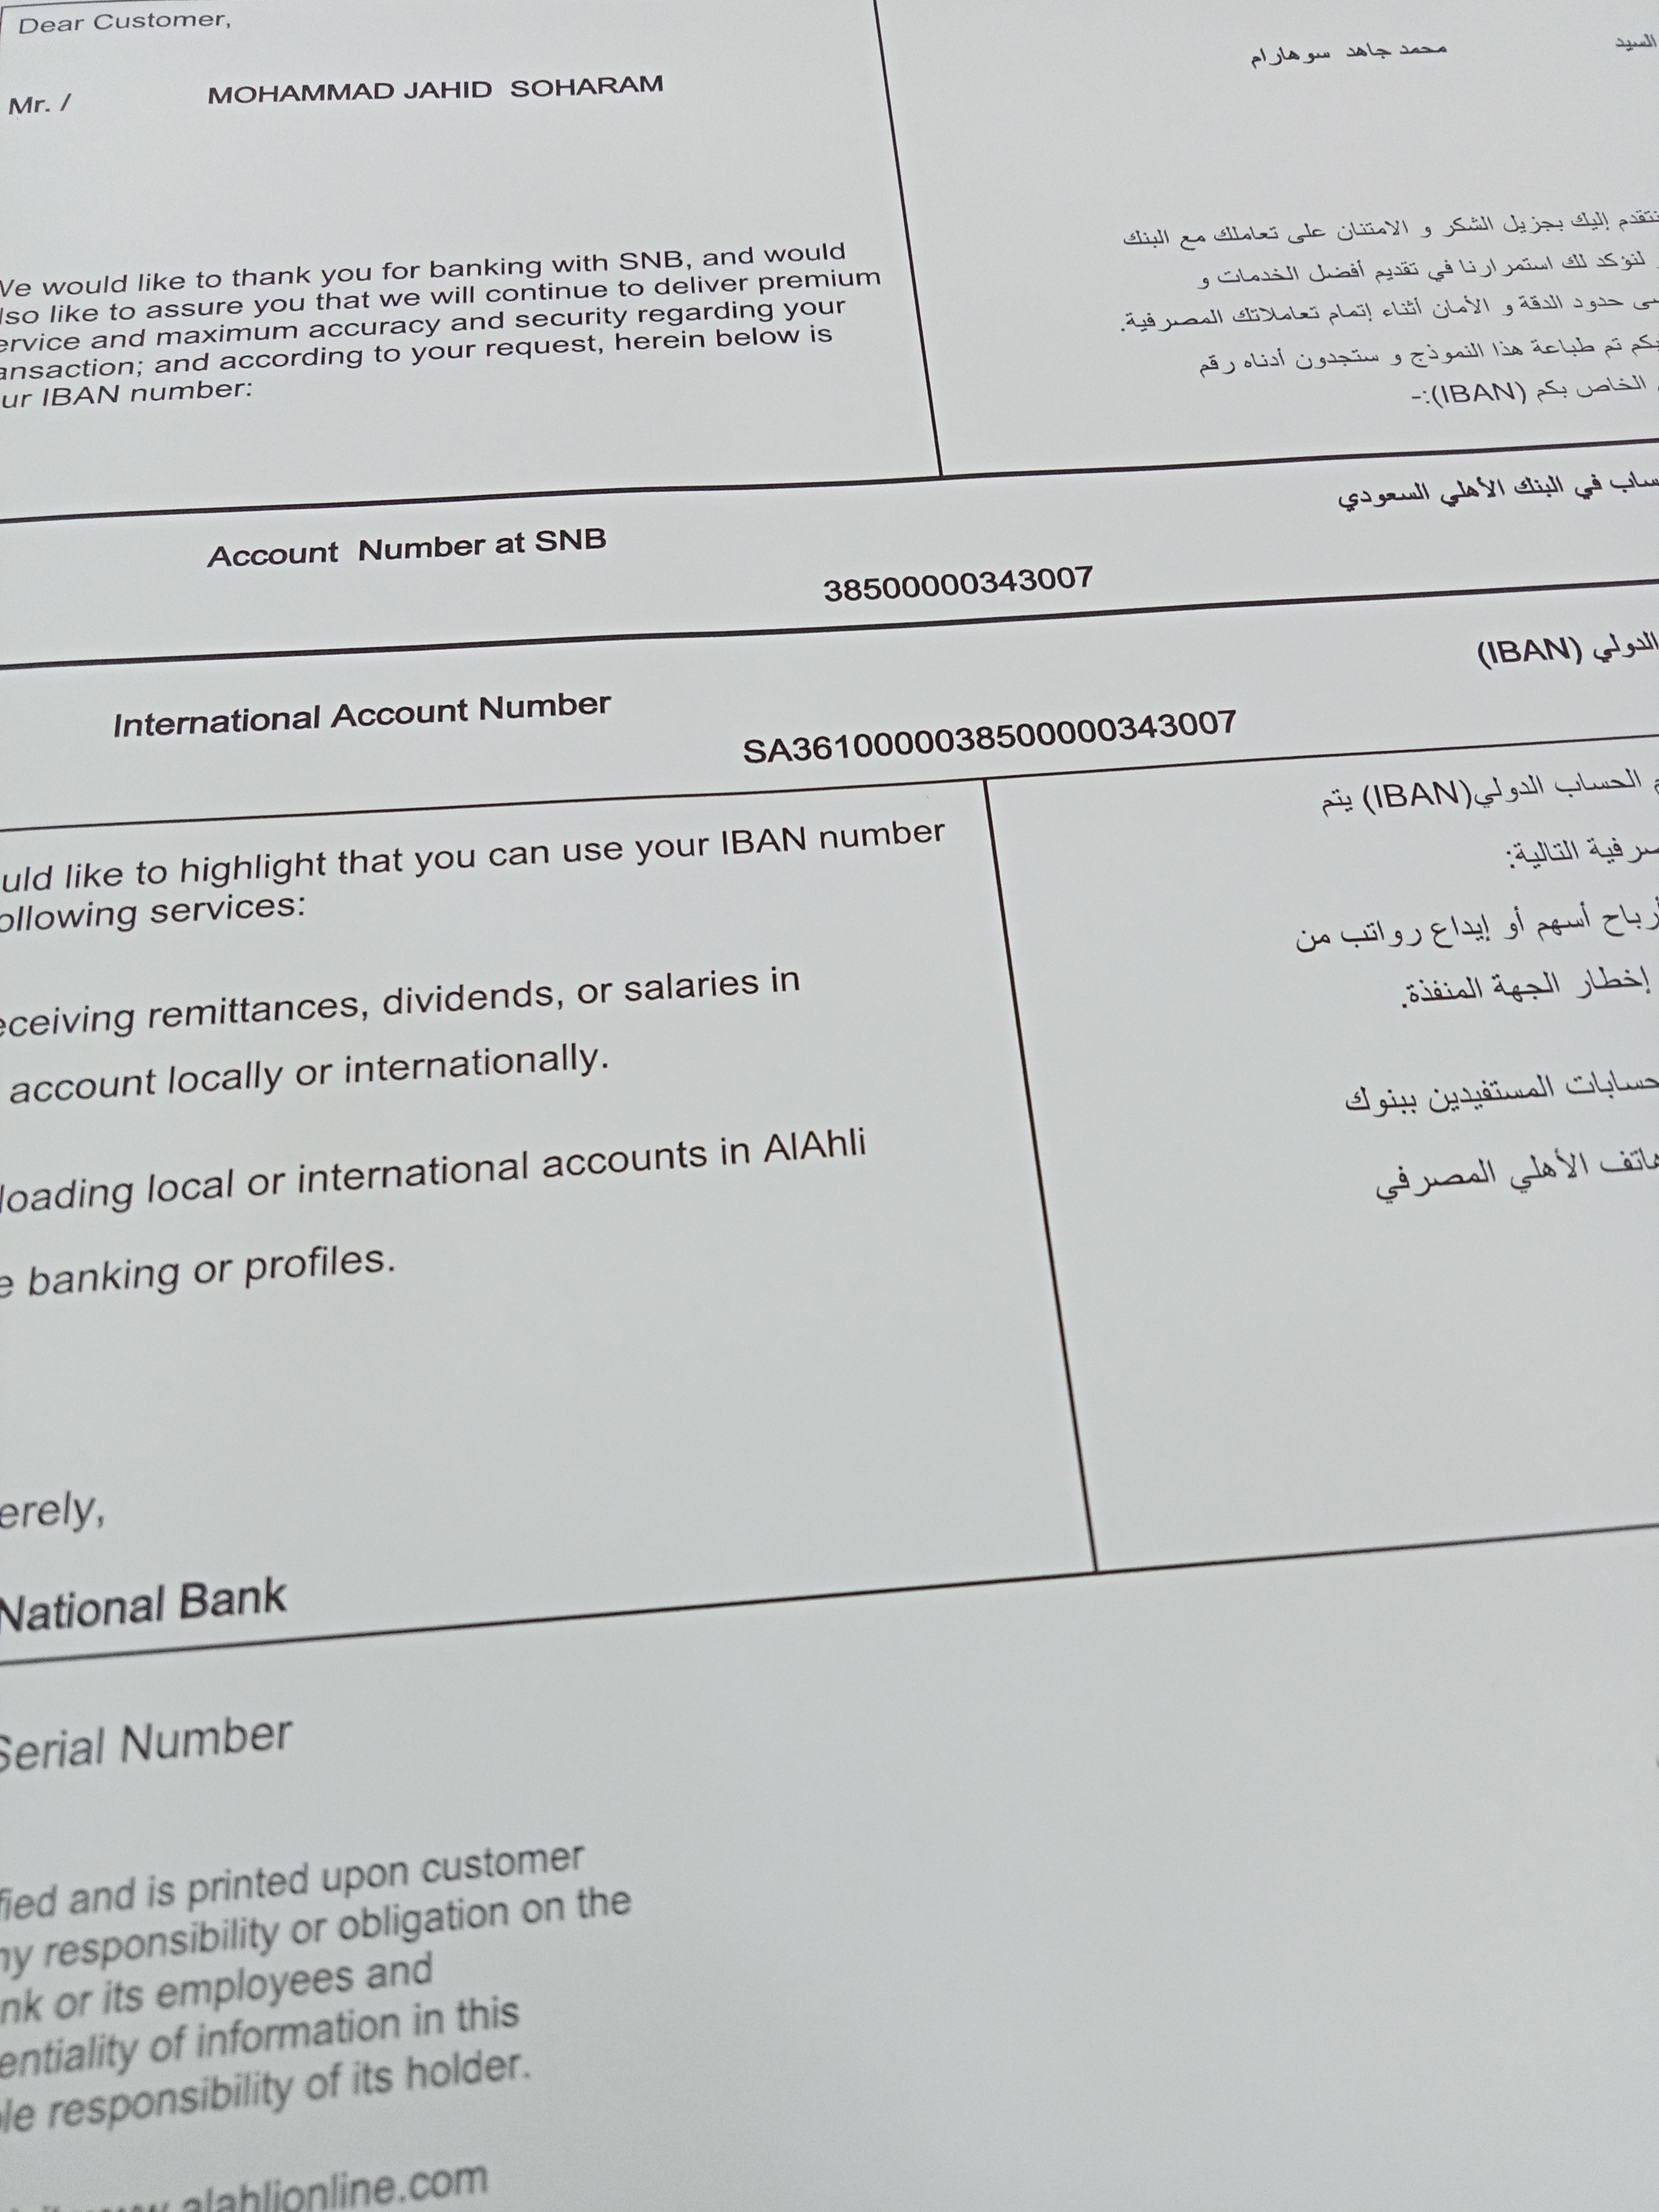 Dear Customer,
Mr. / MOHAMMAD JAHID SOHARAM
We would like to thank you for banking with SNB, and would
lso like to assure you that we will continue to deliver premium
ervice and maximum accuracy and security regarding your
ansaction; and according to your request, herein below is
ur IBAN number:
السيد محمد جاهد سوهارام
نتقدم إليك بجزيل الشكر و الامتنان على تعاملك مع البنك
لنؤكد لك استمرارنا في تقديم أفضل الخدمات و
حدود الدقة و الأمان أثناء إتمام تعاملاتك المصرفية.
بكم تم طباعة هذا النموذج و ستجدون أدناه رقم
الخاص بكم (IBAN):-
Account Number at SNB
ساب في البنك الأهلي السعودي
38500000343007
International Account Number
الدولي (IBAN)
SA3610000038500000343007
uld like to highlight that you can use your IBAN number
ollowing services:
eceiving remittances, dividends, or salaries in
account locally or internationally.
loading local or international accounts in AlAhli
e banking or profiles.
erely,
National Bank
م الحساب الدولي(IBAN) يتم
صرفية التالية:
أرباح أسهم أو إيداع رواتب من
إخطار الجهة المنفذة.
حسابات المستفيدين ببنوك
هاتف الأهلي المصرفي
Serial Number
fied and is printed upon customer
ny responsibility or obligation on the
nk or its employees and
entiality of information in this
le responsibility of its holder.
www.alahlionline.com